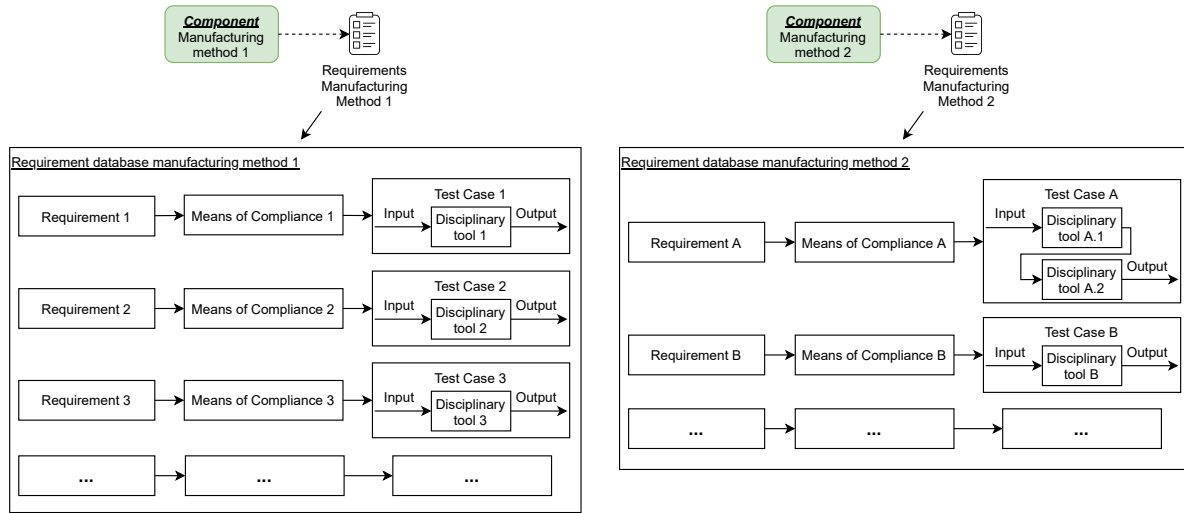 Component
Manufacturing
method 1
Requirements
Manufacturing
Method 1
Requirement database manufacturing method 1
Requirement 1
Means of Compliance 1
Test Case 1
Input
Disciplinary
tool 1
Output
Requirement 2
Means of Compliance 2
Test Case 2
Input
Disciplinary
tool 2
Output
Requirement 3
Means of Compliance 3
Test Case 3
Input
Disciplinary
tool 3
Output
...
...
...
Component
Manufacturing
method 2
Requirements
Manufacturing
Method 2
Requirement database manufacturing method 2
Requirement A
Means of Compliance A
Test Case A
Input
Disciplinary
tool A.1
Disciplinary
tool A.2
Output
Requirement B
Means of Compliance B
Test Case B
Input
Disciplinary
tool B
Output
...
...
...